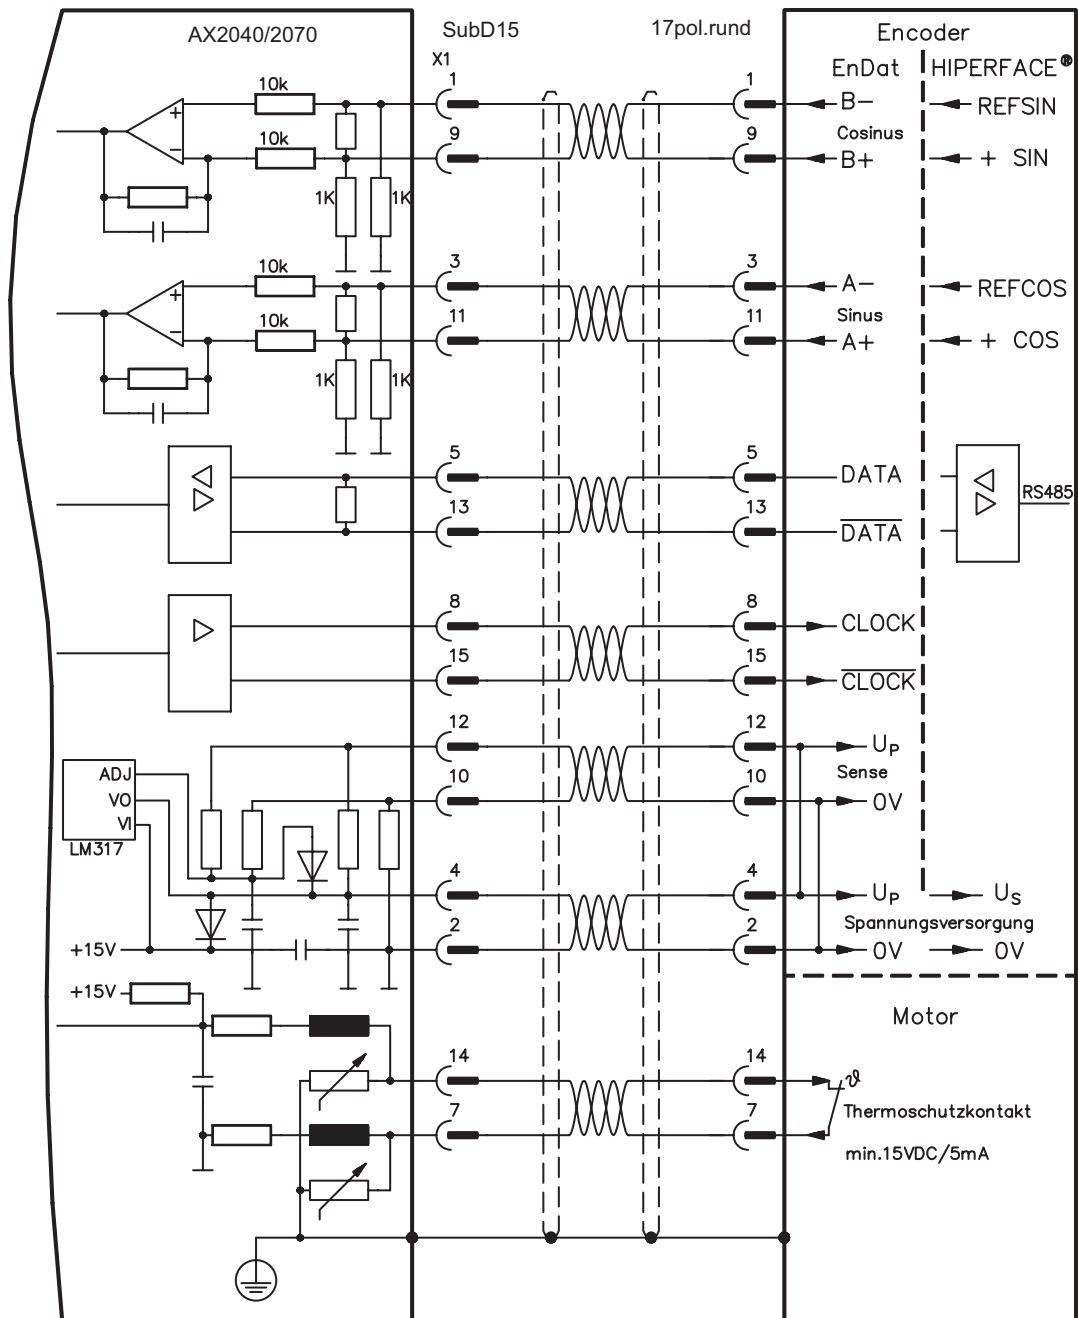 AX2040/2070 SubD15 17pol.rund Encoder
X1 EnDat HIPERFACE®
10k 1 1 B- REFSIN
Cosinus
10k 9 9 B+ + SIN
1K 1K
10k 3 3 A- REFCOS
Sinus
10k 11 11 A+ + COS
1K 1K
5 5 DATA
RS485
13 13 DATA
8 8 CLOCK
15 15 CLOCK
12 12 UP
ADJ Sense
VO 10 10 0V
VI
LM317
4 4 UP US
Spannungsversorgung
+15V 2 2 0V 0V
+15V
Motor
14 14 ϑ
Thermoschutzkontakt
7 7
min.15VDC/5mA